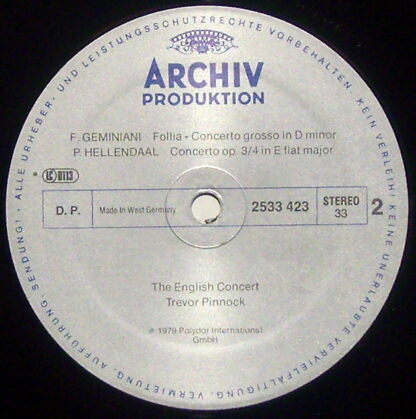 ALLE URHEBER- UND LEISTUNGSSCHUTZRECHTE VORBEHALTEN. KEIN VERLEIH! KEINE UNERLAUBTE VERVIELFÄLTIGUNG, VERMIETUNG, AUFFÜHRUNG, SENDUNG!
ARCHIV
PRODUKTION
F. GEMINIANI Follia - Concerto grosso in D minor
P. HELLENDAAL Concerto op. 3/4 in E flat major
LC 0113
D. P. Made in West Germany 2533 423 STEREO 33 2
The English Concert
Trevor Pinnock
℗ 1979 Polydor International
GmbH